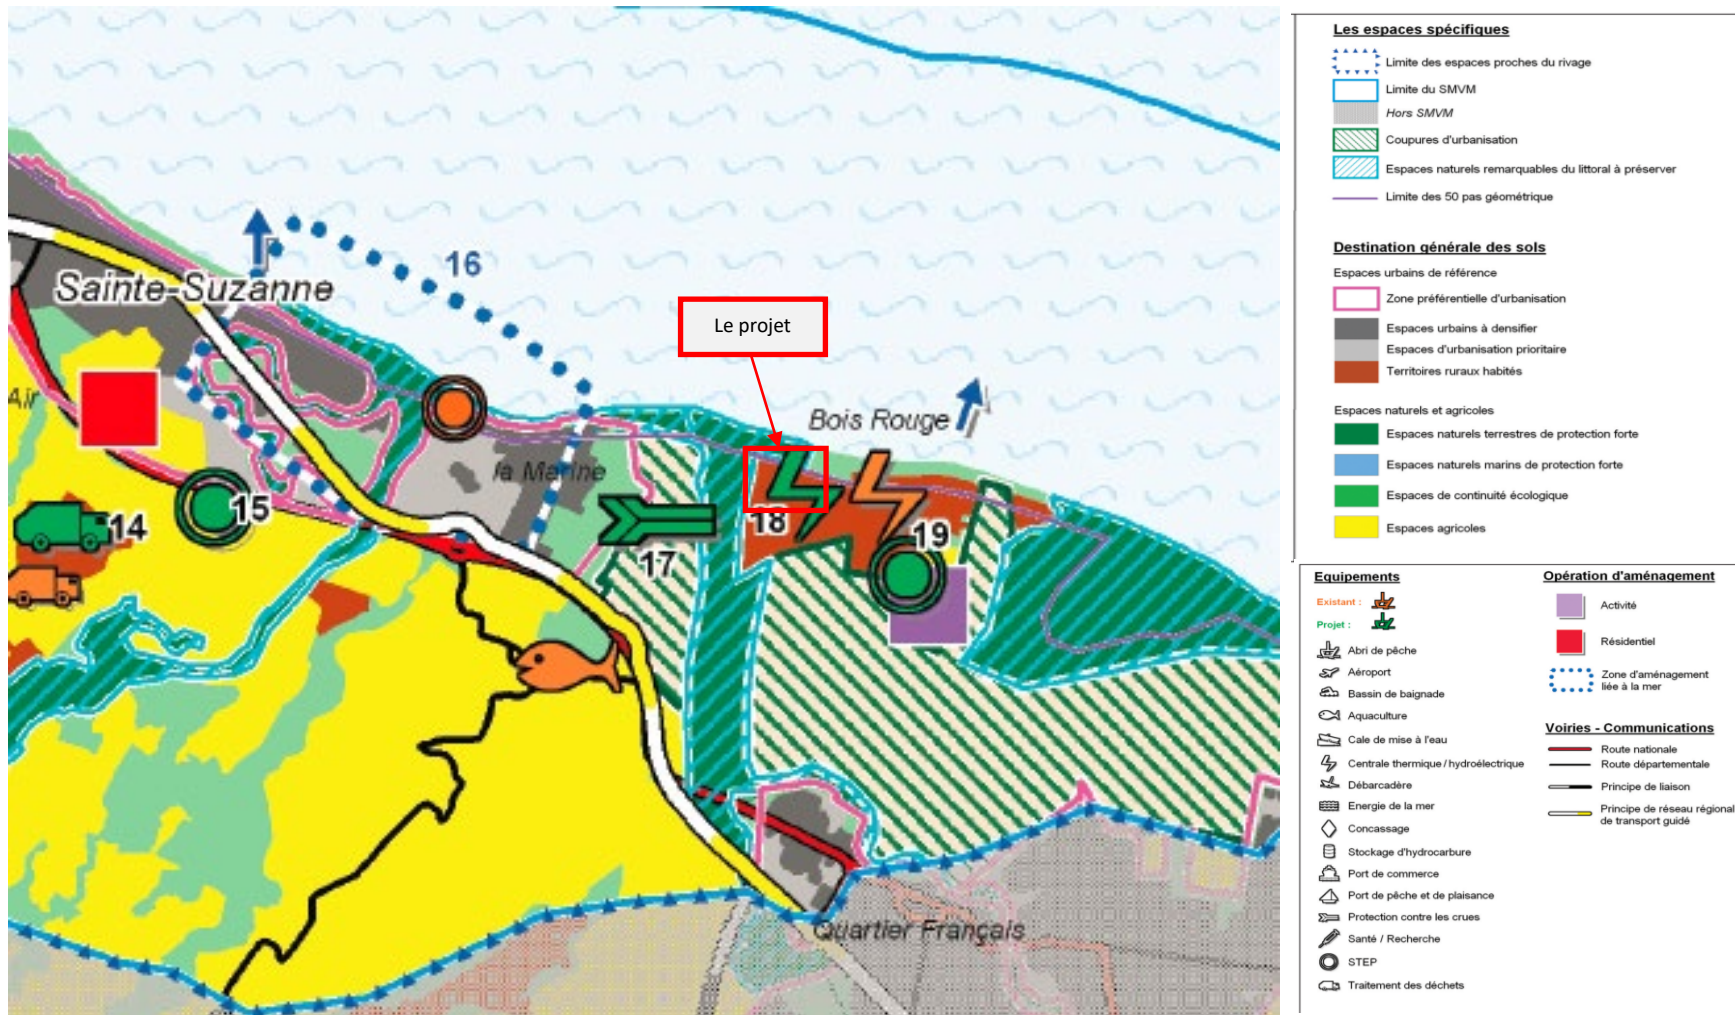 16
Sainte-Suzanne
Le projet
Air
Bois Rouge
la Marine
14
15
17
18
19
Quartier Français
Les espaces spécifiques
Limite des espaces proches du rivage
Limite du SMVM
Hors SMVM
Coupures d'urbanisation
Espaces naturels remarquables du littoral à préserver
Limite des 50 pas géométrique
Destination générale des sols
Espaces urbains de référence
Zone préférentielle d'urbanisation
Espaces urbains à densifier
Espaces d'urbanisation prioritaire
Territoires ruraux habités
Espaces naturels et agricoles
Espaces naturels terrestres de protection forte
Espaces naturels marins de protection forte
Espaces de continuité écologique
Espaces agricoles
Equipements
Existant :
Projet :
Abri de pêche
Aéroport
Bassin de baignade
Aquaculture
Cale de mise à l'eau
Centrale thermique / hydroélectrique
Débarcadère
Energie de la mer
Concassage
Stockage d'hydrocarbure
Port de commerce
Port de pêche et de plaisance
Protection contre les crues
Santé / Recherche
STEP
Traitement des déchets
Opération d'aménagement
Activité
Résidentiel
Zone d'aménagement
liée à la mer
Voiries - Communications
Route nationale
Route départementale
Principe de liaison
Principe de réseau régional
de transport guidé